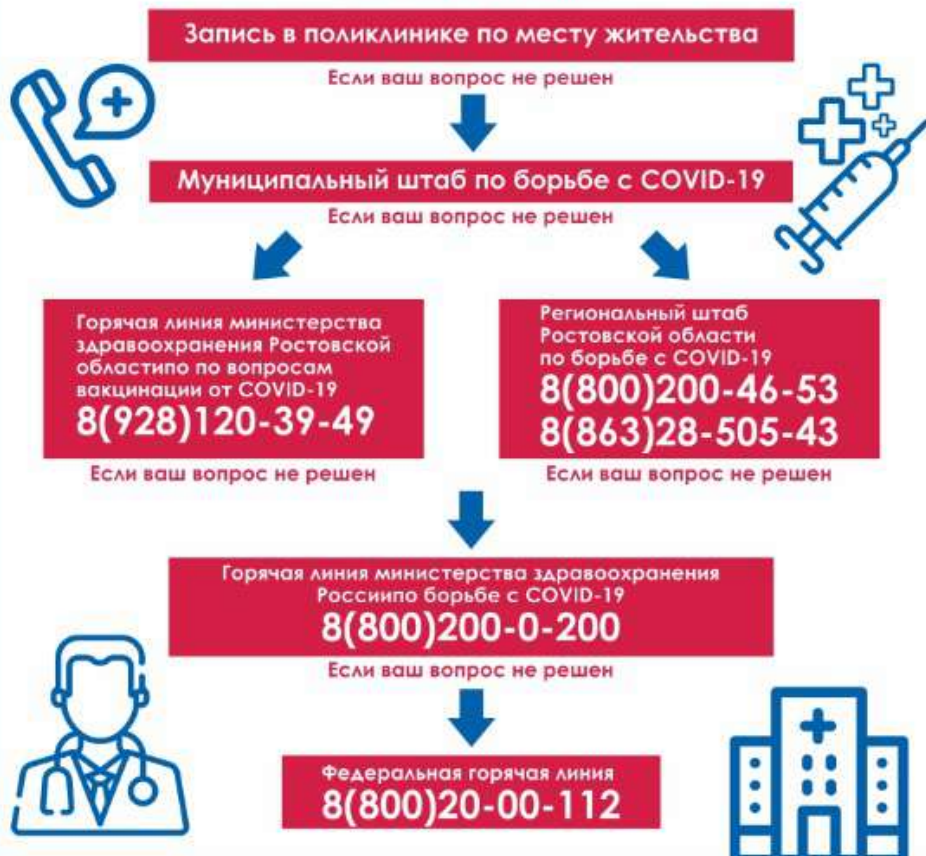 Запись в поликлинике по месту жительства
Если ваш вопрос не решен
Муниципальный штаб по борьбе с COVID-19
Если ваш вопрос не решен
Горячая линия министерства
здравоохранения Ростовской
областипо по вопросам
вакцинации от COVID-19
8(928)120-39-49
Если ваш вопрос не решен
Региональный штаб
Ростовской области
по борьбе с COVID-19
8(800)200-46-53
8(863)28-505-43
Если ваш вопрос не решен
Горячая линия министерства здравоохранения
Россиипо борьбе с COVID-19
8(800)200-0-200
Если ваш вопрос не решен
Федеральная горячая линия
8(800)20-00-112